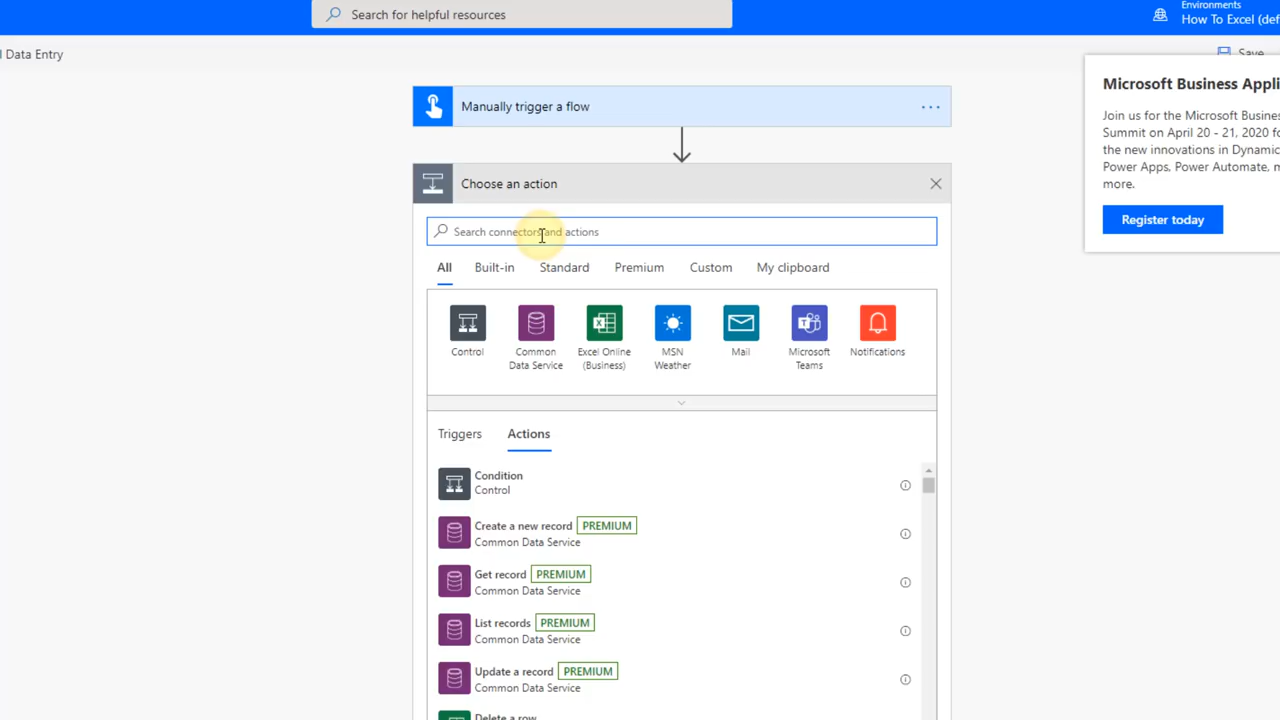 Search for helpful resources
Environments
How To Excel (def
l Data Entry
Save
Microsoft Business Appli
Join us for the Microsoft Busines
Summit on April 20 - 21, 2020 fo
the new innovations in Dynamic
Power Apps, Power Automate, m
more.
Register today
Manually trigger a flow
Choose an action
Search connectors and actions
All Built-in Standard Premium Custom My clipboard
Control
Common
Data Service
Excel Online
(Business)
MSN
Weather
Mail
Microsoft
Teams
Notifications
Triggers Actions
Condition
Control
Create a new record PREMIUM
Common Data Service
Get record PREMIUM
Common Data Service
List records PREMIUM
Common Data Service
Update a record PREMIUM
Common Data Service
Delete a row